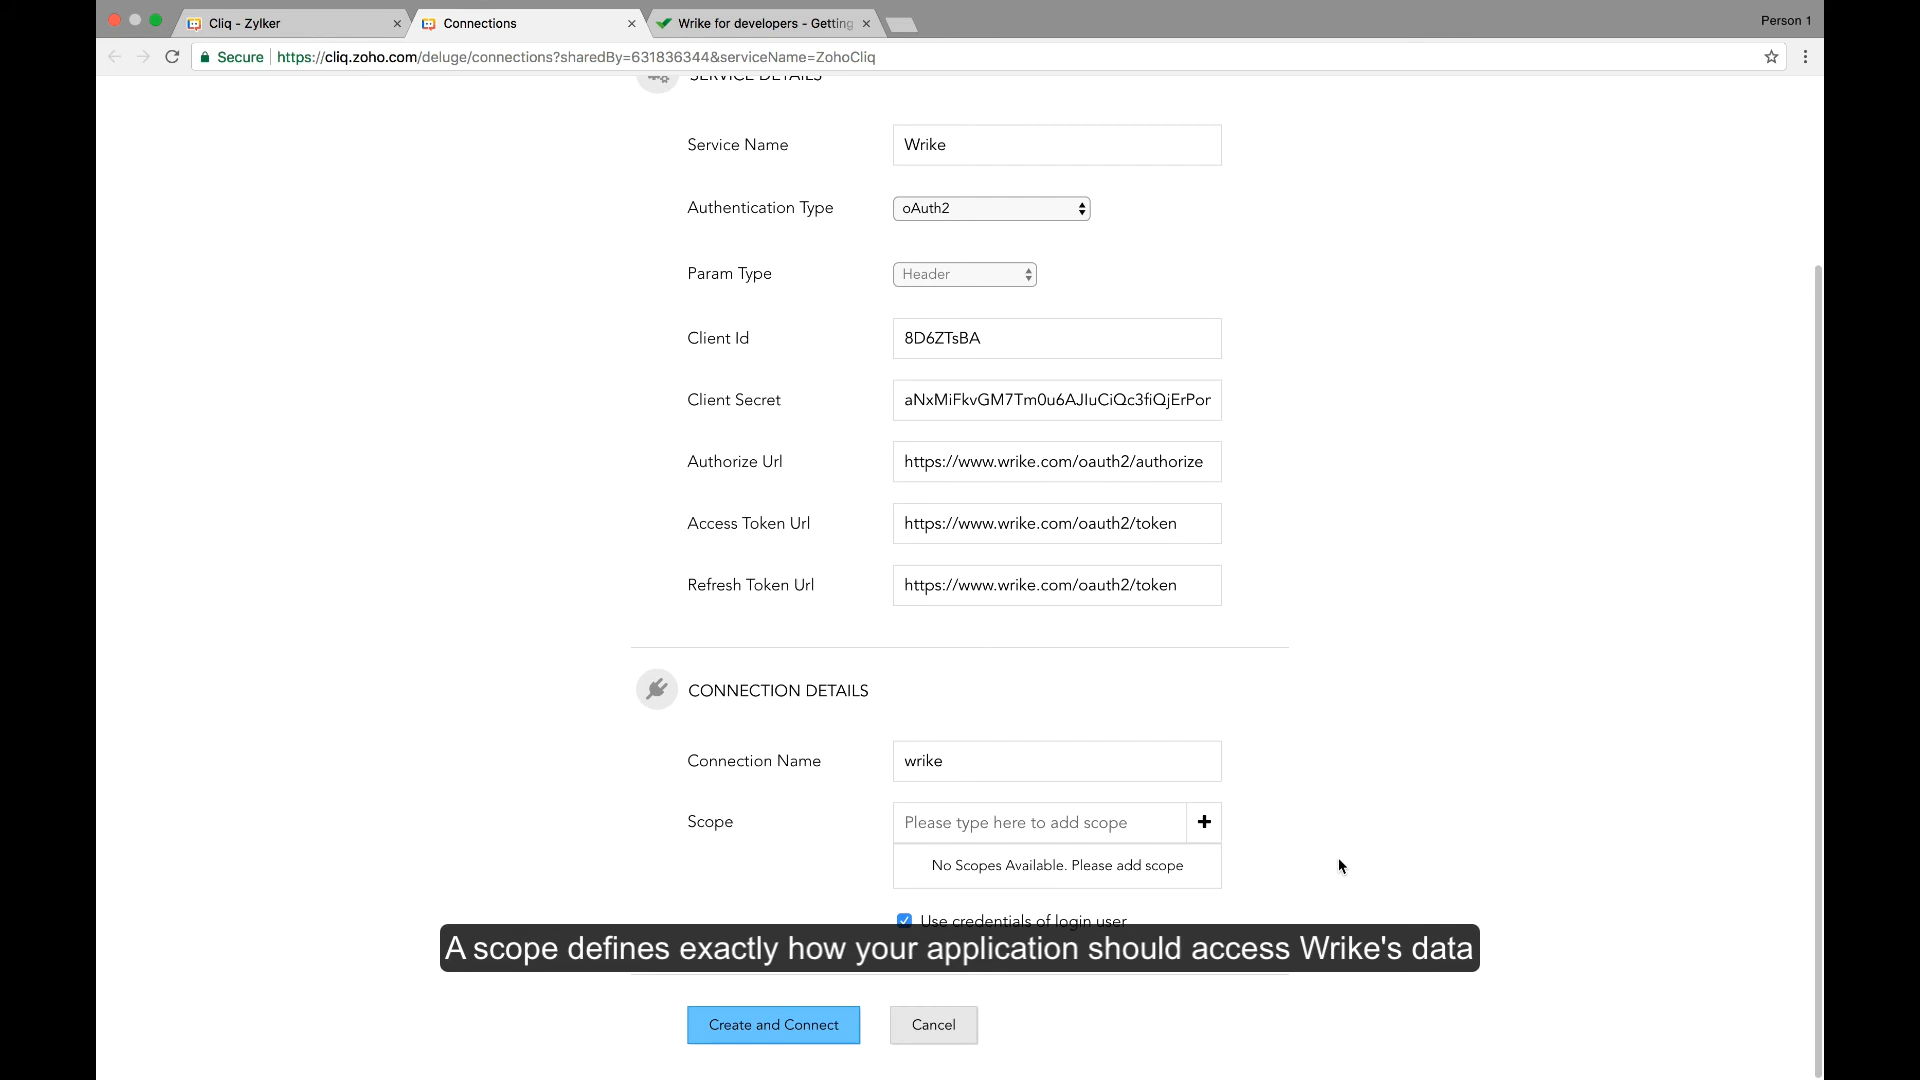 Cliq - Zylker
Connections
Wrike for developers - Getting
Person 1
Secure
https://cliq.zoho.com/deluge/connections?sharedBy=631836344&serviceName=ZohoCliq
SERVICE DETAILS
Service Name
Wrike
Authentication Type
oAuth2
Param Type
Header
Client Id
8D6ZTsBA
Client Secret
aNxMiFkvGM7Tm0u6AJIuCiQc3fiQjErPor
Authorize Url
https://www.wrike.com/oauth2/authorize
Access Token Url
https://www.wrike.com/oauth2/token
Refresh Token Url
https://www.wrike.com/oauth2/token
CONNECTION DETAILS
Connection Name
wrike
Scope
Please type here to add scope
No Scopes Available. Please add scope
Use credentials of login user
A scope defines exactly how your application should access Wrike's data
Create and Connect
Cancel